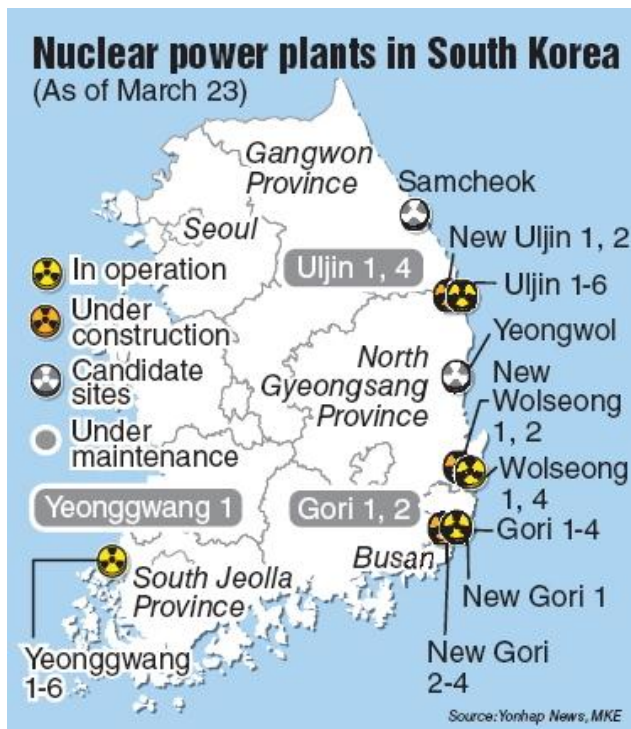 Nuclear power plants in South Korea
(As of March 23)
Gangwon
Province
Samcheok
Seoul
New Uljin 1, 2
In operation
Uljin 1, 4
Uljin 1-6
Under
construction
Yeongwol
Candidate
sites
North
Gyeongsang
Province
New
Wolseong
1, 2
Under
maintenance
Wolseong
1, 4
Yeonggwang 1
Gori 1, 2
Gori 1-4
Busan
South Jeolla
Province
New Gori 1
Yeonggwang
1-6
New Gori
2-4
Source:Yonhap News, MKE